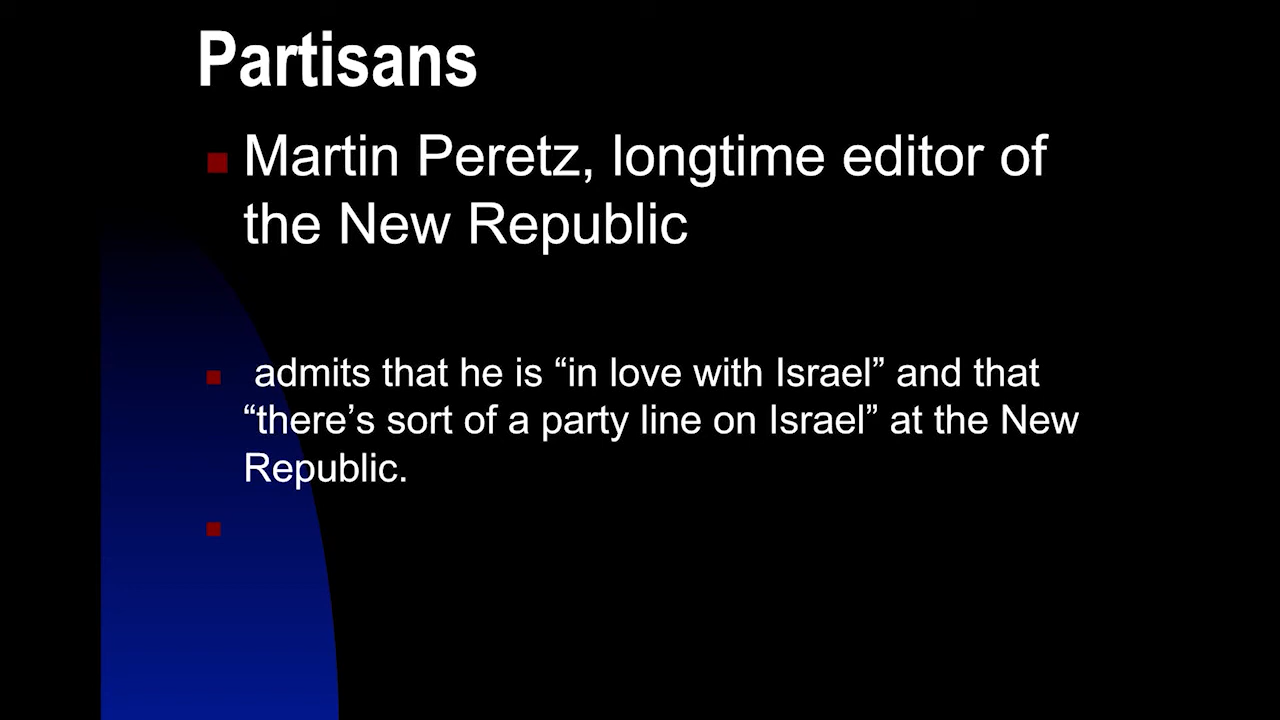 Partisans
Martin Peretz, longtime editor of
the New Republic
admits that he is “in love with Israel” and that
“there’s sort of a party line on Israel” at the New
Republic.